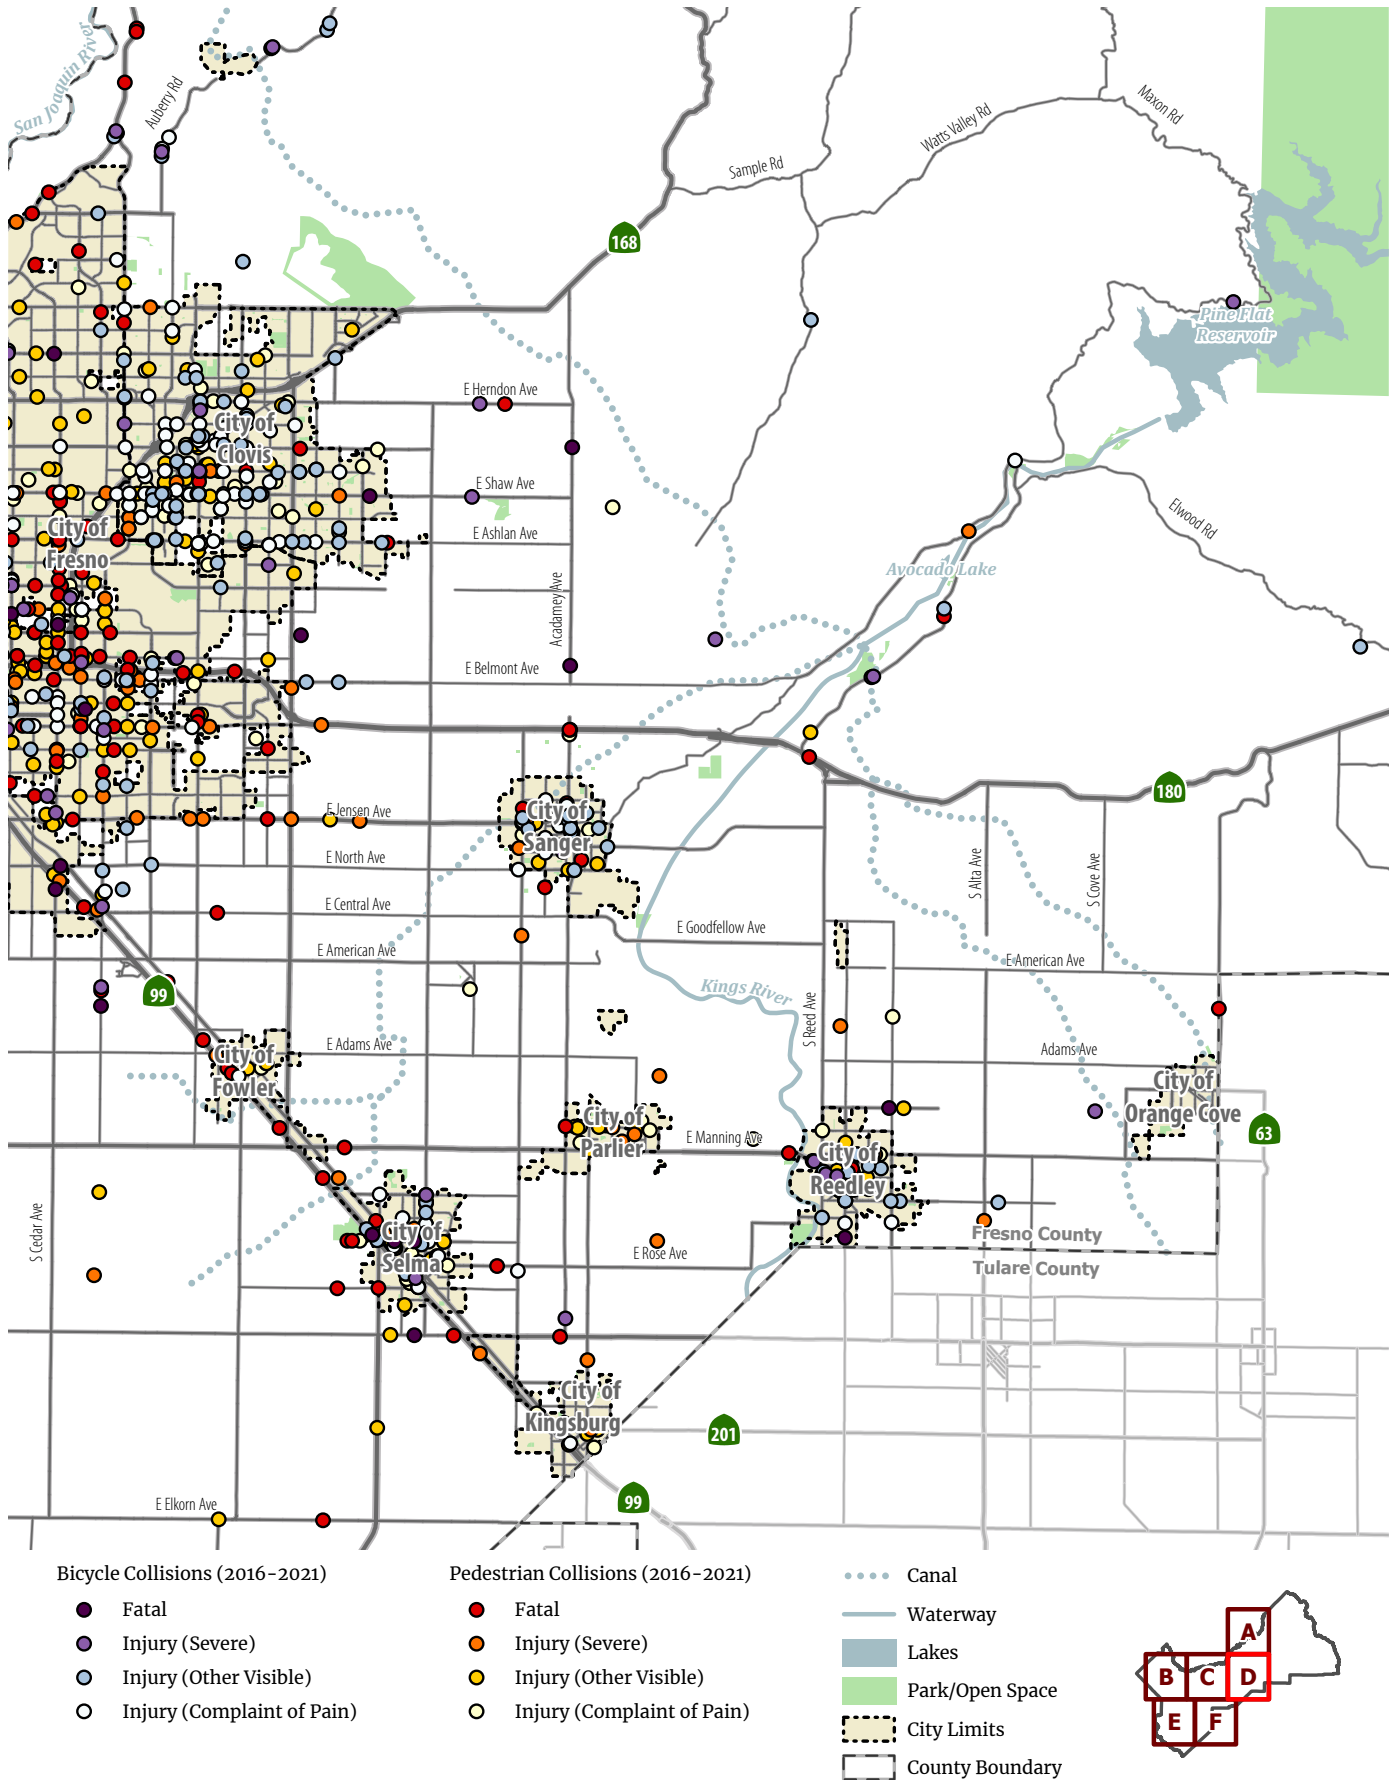 San Joaquin River
Auberry Rd
Sample Rd
Watts Valley Rd
Maxon Rd
168
Pine Flat
Reservoir
E Herndon Ave
City of
Clovis
E Shaw Ave
Elwood Rd
City of
Fresno
E Ashlan Ave
Avocado Lake
Acadamey Ave
E Belmont Ave
180
E Jensen Ave
City of
Sanger
E North Ave
S Alta Ave
S Cove Ave
E Central Ave
E Goodfellow Ave
E American Ave
E American Ave
99
Kings River
S Reed Ave
E Adams Ave
Adams Ave
City of
Fowler
City of
Orange Cove
City of
Parlier
E Manning Ave
63
City of
Reedley
S Cedar Ave
City of
Selma
E Rose Ave
Fresno County
Tulare County
City of
Kingsburg
201
99
E Elkorn Ave
Bicycle Collisions (2016-2021)
Fatal
Injury (Severe)
Injury (Other Visible)
Injury (Complaint of Pain)
Pedestrian Collisions (2016-2021)
Fatal
Injury (Severe)
Injury (Other Visible)
Injury (Complaint of Pain)
Canal
Waterway
Lakes
Park/Open Space
City Limits
County Boundary
A
B C D
E F